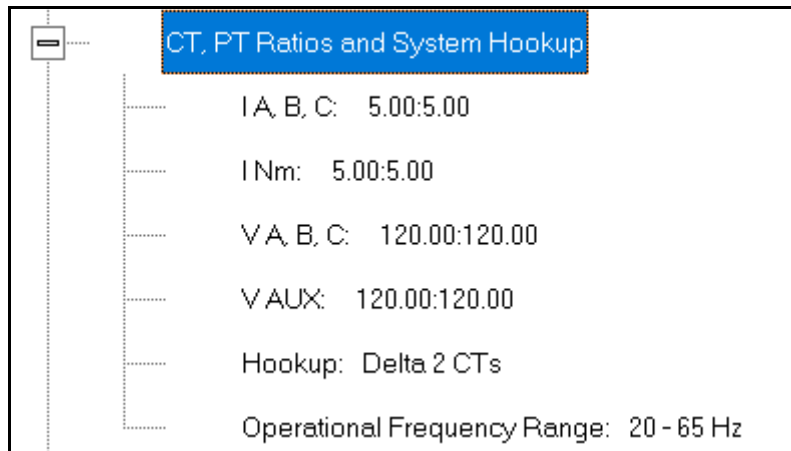 CT, PT Ratios and System Hookup
I A, B, C: 5.00:5.00
I Nm: 5.00:5.00
V A, B, C: 120.00:120.00
V AUX: 120.00:120.00
Hookup: Delta 2 CTs
Operational Frequency Range: 20 - 65 Hz